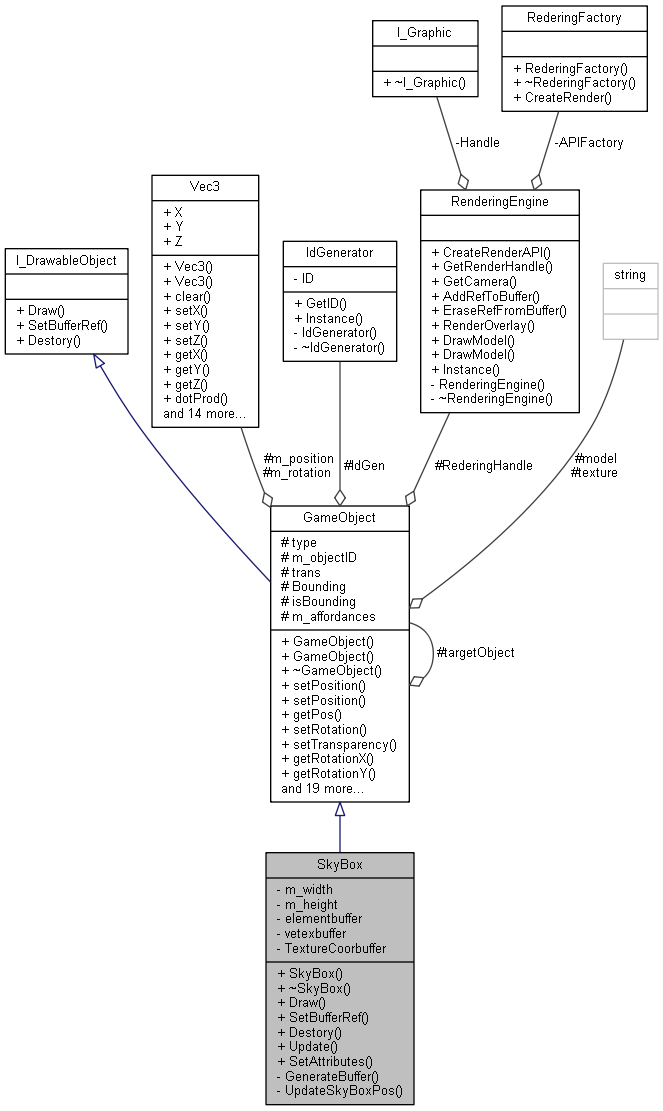 I_Graphic
+ ~I_Graphic()
RederingFactory
+ RederingFactory()
+ ~RederingFactory()
+ CreateRender()
-Handle
-APIFactory
Vec3
+ X
+ Y
+ Z
+ Vec3()
+ Vec3()
+ clear()
+ setX()
+ setY()
+ setZ()
+ getX()
+ getY()
+ getZ()
+ dotProd()
and 14 more...
RenderingEngine
+ CreateRenderAPI()
+ GetRenderHandle()
+ GetCamera()
+ AddRefToBuffer()
+ EraseRefFromBuffer()
+ RenderOverlay()
+ DrawModel()
+ DrawModel()
+ Instance()
- RenderingEngine()
- ~RenderingEngine()
I_DrawableObject
+ Draw()
+ SetBufferRef()
+ Destory()
IdGenerator
- ID
+ GetID()
+ Instance()
- IdGenerator()
- ~IdGenerator()
string
#m_position
#m_rotation
#IdGen
#RederingHandle
#model
#texture
GameObject
# type
# m_objectID
# trans
# Bounding
# isBounding
# m_affordances
+ GameObject()
+ GameObject()
+ ~GameObject()
+ setPosition()
+ setPosition()
+ getPos()
+ setRotation()
+ setTransparency()
+ getRotationX()
+ getRotationY()
and 19 more...
#targetObject
SkyBox
- m_width
- m_height
- elementbuffer
- vetexbuffer
- TextureCoorbuffer
+ SkyBox()
+ ~SkyBox()
+ Draw()
+ SetBufferRef()
+ Destory()
+ Update()
+ SetAttributes()
- GenerateBuffer()
- UpdateSkyBoxPos()